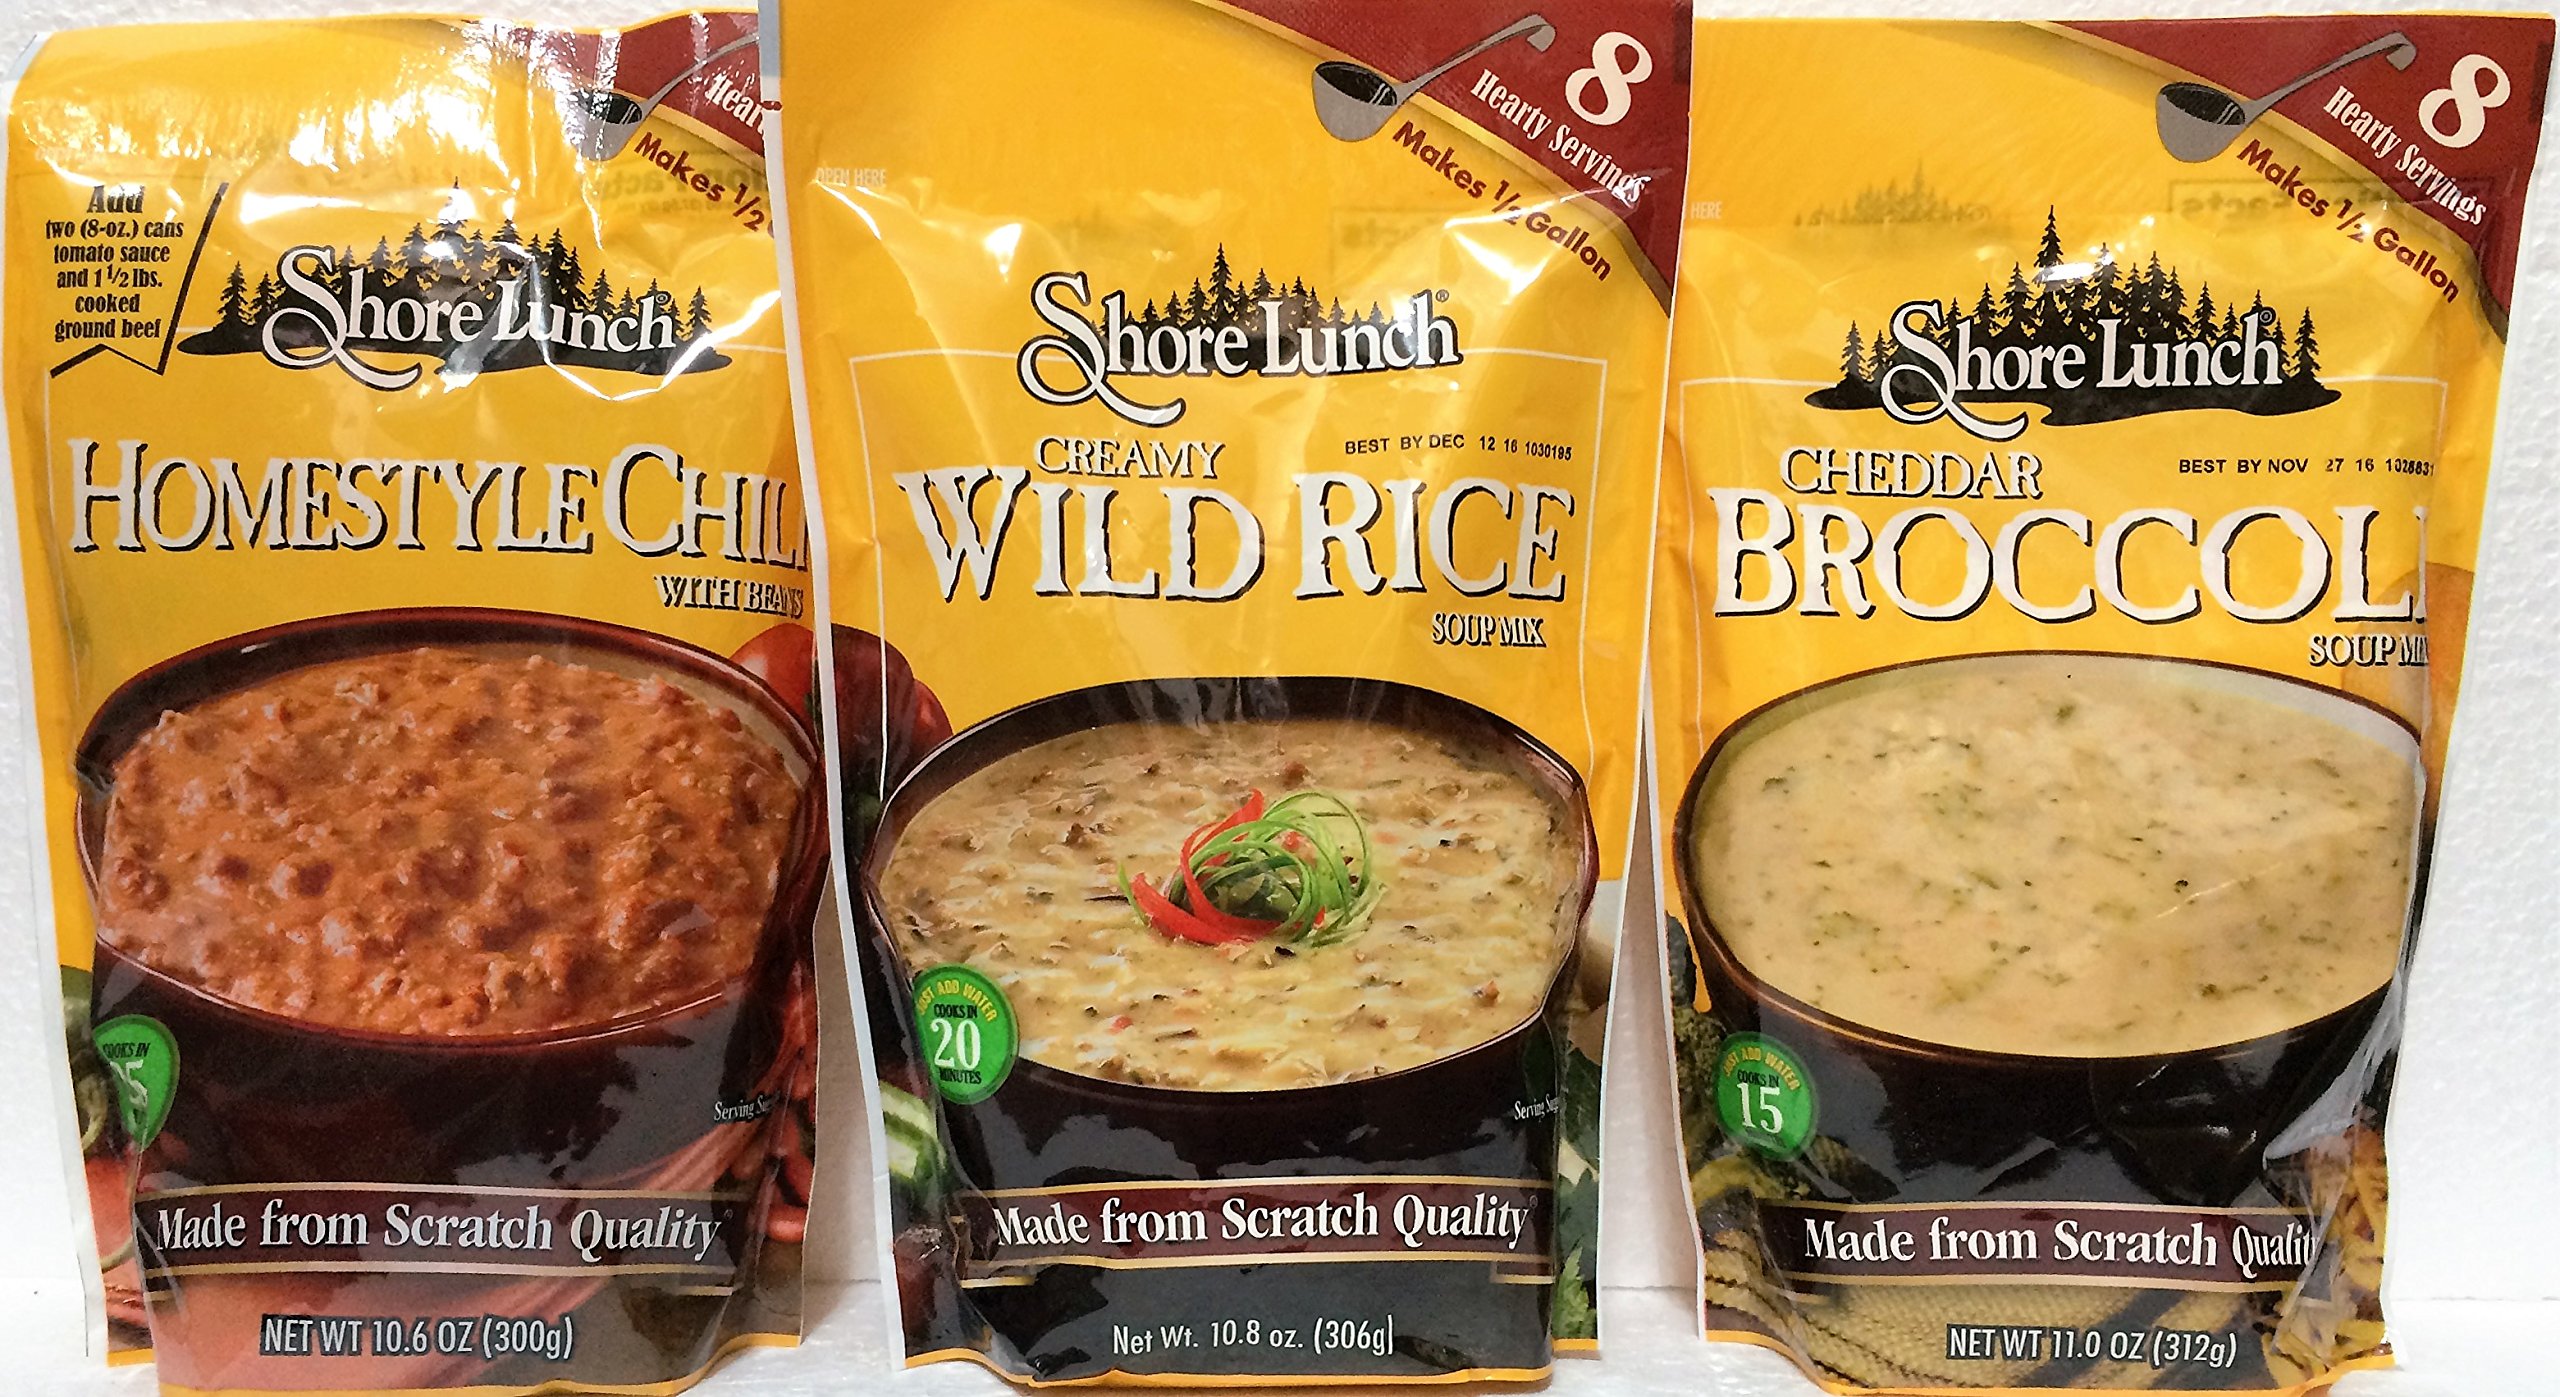 Add
two (8-oz.) cans
tomato sauce
and 1 1/2 lbs.
cooked
ground beef
Makes 1/2
Shore Lunch®
HOMESTYLE CHILI
WITH BEANS
COOKS IN
Serving
Made from Scratch Quality
NET WT 10.6 OZ (300g)
8
Hearty Servings
Makes 1/2 Gallon
OPEN HERE
Shore Lunch®
CREAMY
BEST BY DEC 12 16 1030195
WILD RICE
SOUP MIX
JUST ADD WATER
COOKS IN
20
MINUTES
Serving
Made from Scratch Quality
Net Wt. 10.8 oz. (306g)
8
Hearty Servings
Makes 1/2 Gallon
HERE
Shore Lunch®
CHEDDAR
BEST BY NOV 27 16
BROCCOLI
SOUP MIX
JUST ADD WATER
COOKS IN
15
Made from Scratch Qualit
NET WT 11.0 OZ (312g)